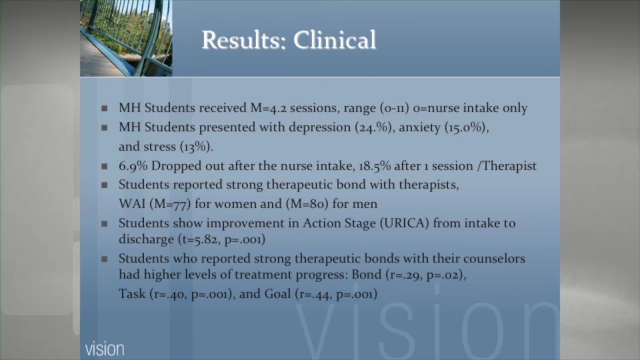 Results: Clinical
MH Students received M=4.2 sessions, range (0-11) 0=nurse intake only
MH Students presented with depression (24.%), anxiety (15.0%),
and stress (13%).
6.9% Dropped out after the nurse intake, 18.5% after 1 session /Therapist
Students reported strong therapeutic bond with therapists,
WAI (M=77) for women and (M=80) for men
Students show improvement in Action Stage (URICA) from intake to
discharge (t=5.82, p=.001)
Students who reported strong therapeutic bonds with their counselors
had higher levels of treatment progress: Bond (r=.29, p=.02),
Task (r=.40, p=.001), and Goal (r=.44, p=.001)
vision
vision